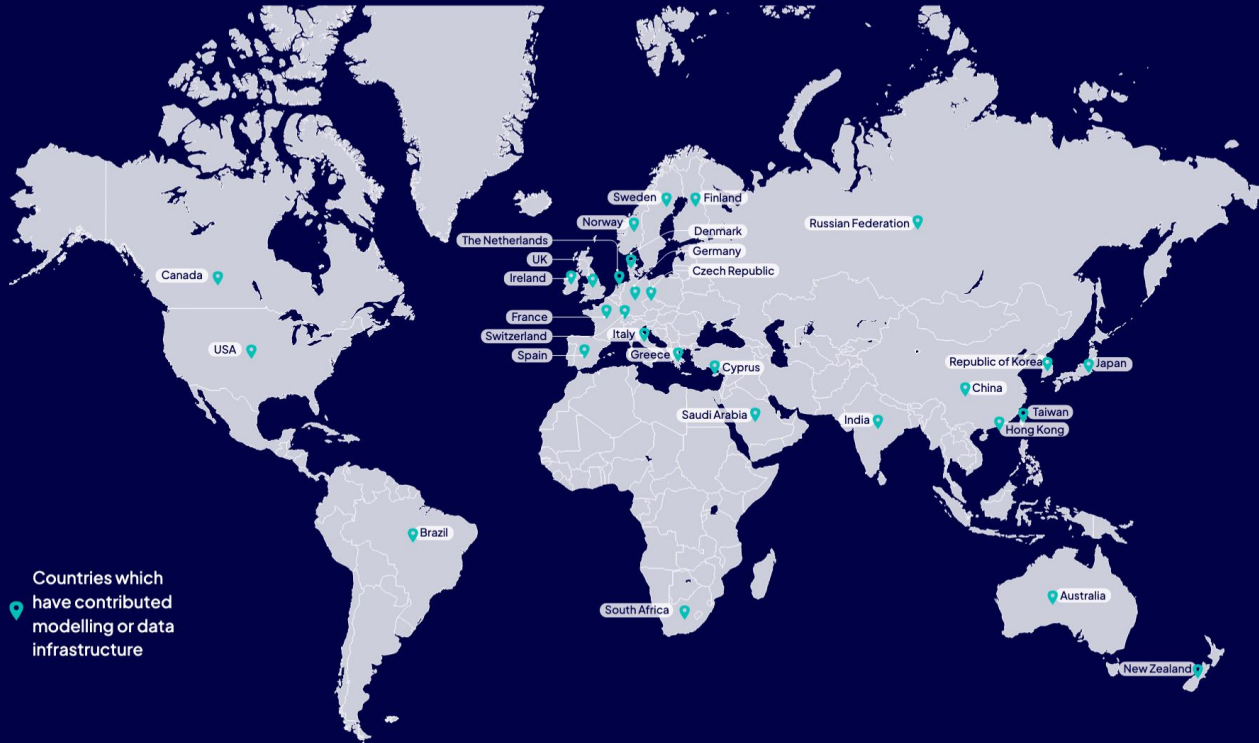 Sweden
Finland
Norway
Russian Federation
Denmark
The Netherlands
Germany
UK
Czech Republic
Canada
Ireland
France
Switzerland
Italy
USA
Spain
Greece
Cyprus
Republic of Korea
Japan
China
Saudi Arabia
India
Taiwan
Hong Kong
Brazil
Countries which
have contributed
modelling or data
infrastructure
South Africa
Australia
New Zealand